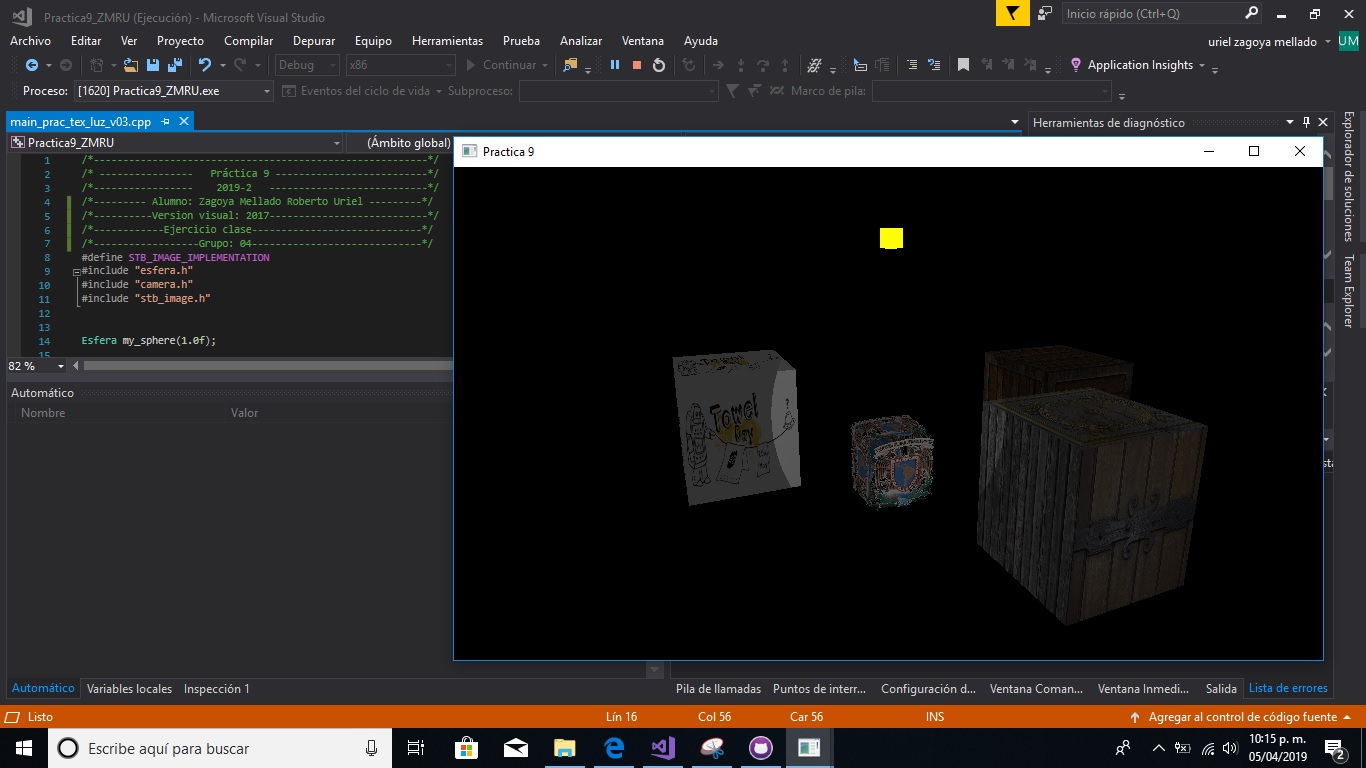 Practica9_ZMRU (Ejecución) - Microsoft Visual Studio
Inicio rápido (Ctrl+Q)
Archivo Editar Ver Proyecto Compilar Depurar Equipo Herramientas Prueba Analizar Ventana Ayuda
uriel zagoya mellado UM
Debug x86 Continuar Application Insights
Proceso: [1620] Practica9_ZMRU.exe Eventos del ciclo de vida Subproceso: Marco de pila:
main_prac_tex_luz_v03.cpp
Herramientas de diagnóstico
Practica9_ZMRU (Ámbito global)
Practica 9
1 /*---------------------------------------------------------*/
2 /* ---------------- Práctica 9 --------------------------*/
3 /*----------------- 2019-2 ---------------------------*/
4 /*--------- Alumno: Zagoya Mellado Roberto Uriel ---------*/
5 /*----------Version visual: 2017---------------------------*/
6 /*------------Ejercicio clase-----------------------------*/
7 /*------------------Grupo: 04-----------------------------*/
8 #define STB_IMAGE_IMPLEMENTATION
9 #include "esfera.h"
10 #include "camera.h"
11 #include "stb_image.h"
12
13
14 Esfera my_sphere(1.0f);
15
82 %
Explorador de soluciones
Team Explorer
Towel
Day
Automático
Nombre Valor
Automático Variables locales Inspección 1
Pila de llamadas Puntos de interr... Configuración d... Ventana Coman... Ventana Inmedi... Salida Lista de errores
Listo Lín 16 Col 56 Car 56 INS Agregar al control de código fuente
Escribe aquí para buscar
10:15 p. m.
05/04/2019
2